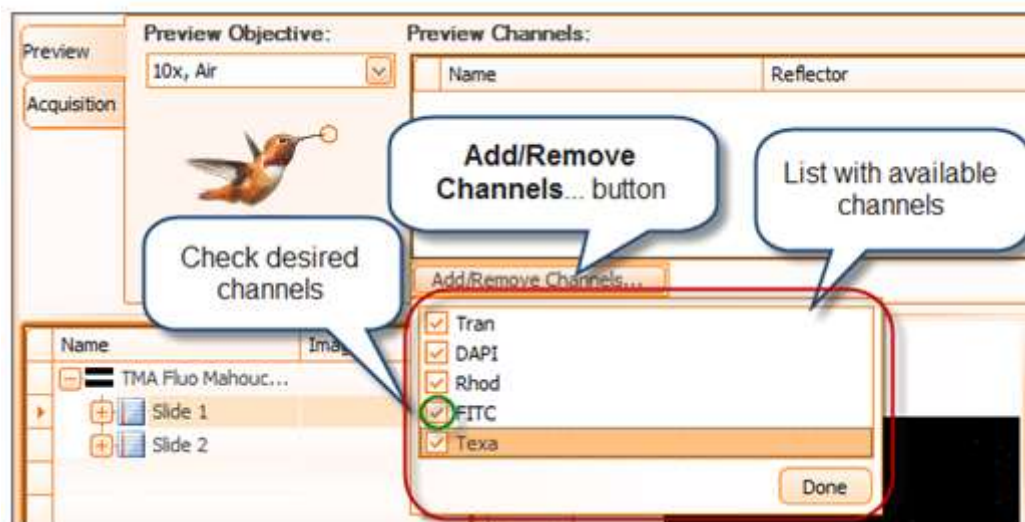 Preview Objective:
Preview Channels:
Preview
10x, Air
Name
Reflector
Acquisition
Add/Remove
Channels... button
List with available
channels
Check desired
channels
Add/Remove Channels...
Tran
DAPI
Rhod
FITC
Texa
Done
Name
Imag
TMA Fluo Mahouc...
Slide 1
Slide 2